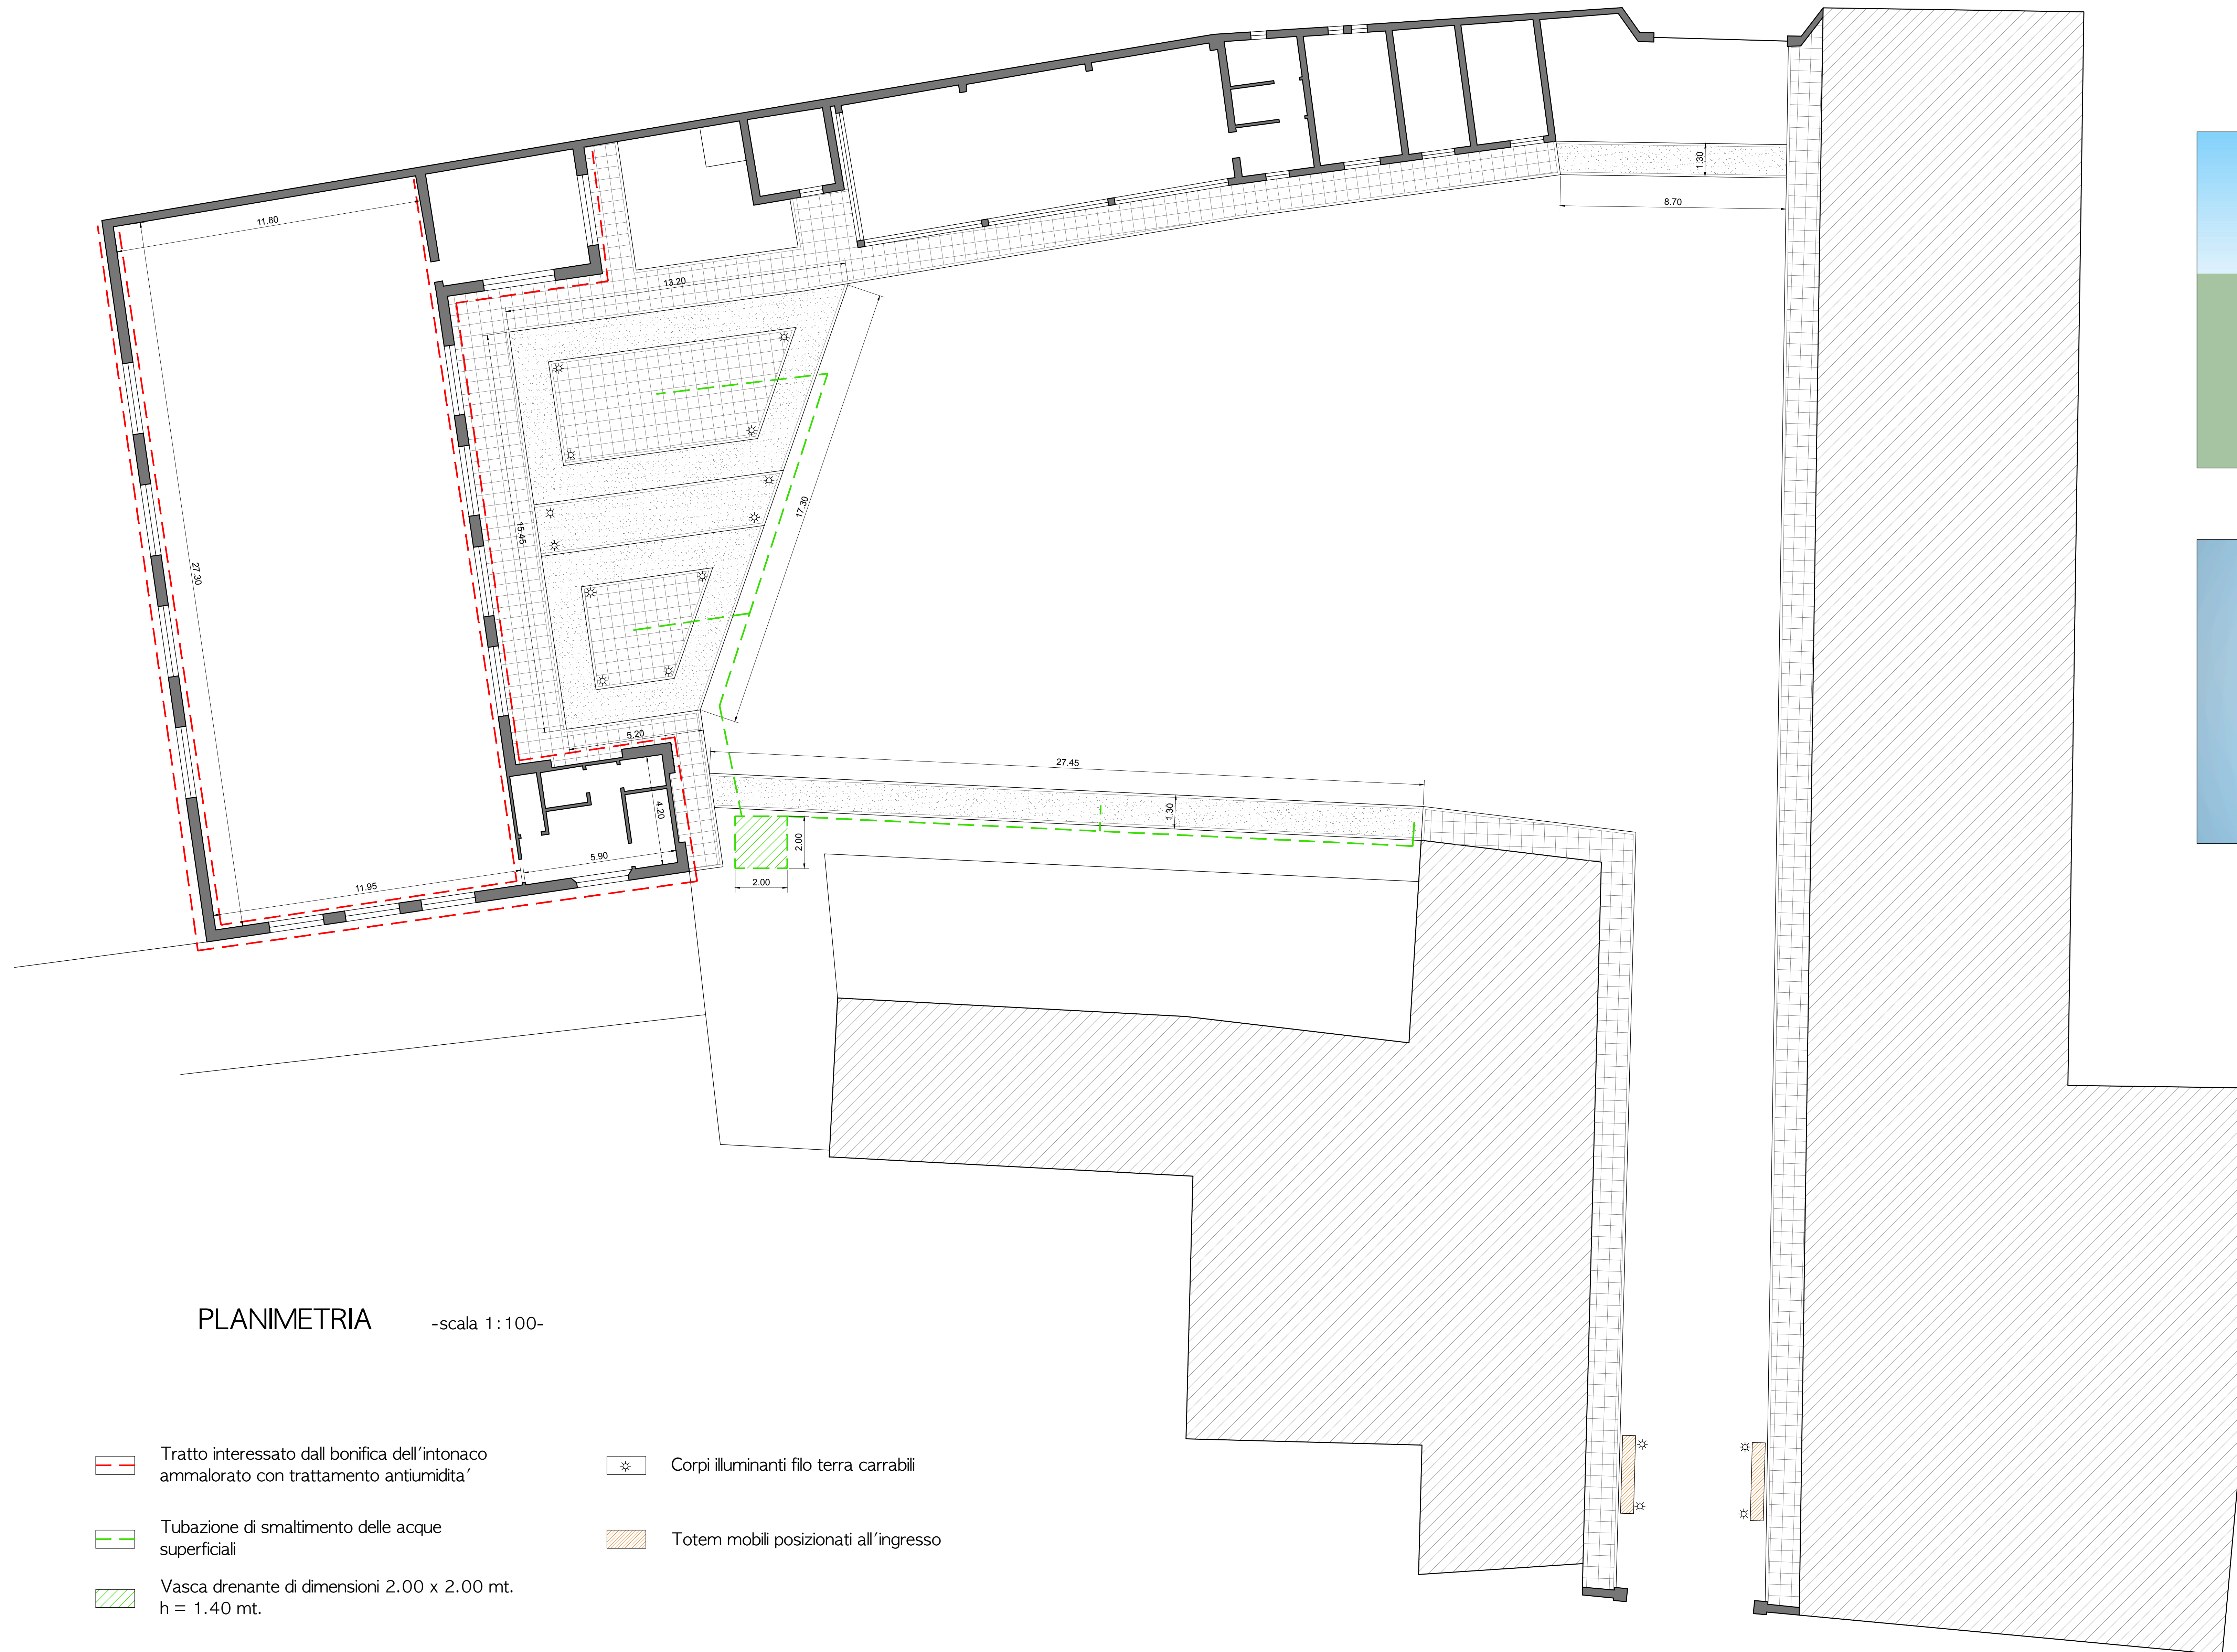 11.80
1.30
8.70
13.20
17.30
15.45
27.30
5.20
27.45
1.30
4.20
2.00
5.90
2.00
11.95
PLANIMETRIA -scala 1:100-
Tratto interessato dall bonifica dell'intonaco
ammalorato con trattamento antiumidita'
Corpi illuminanti filo terra carrabili
Tubazione di smaltimento delle acque
superficiali
Totem mobili posizionati all'ingresso
Vasca drenante di dimensioni 2.00 x 2.00 mt.
h = 1.40 mt.